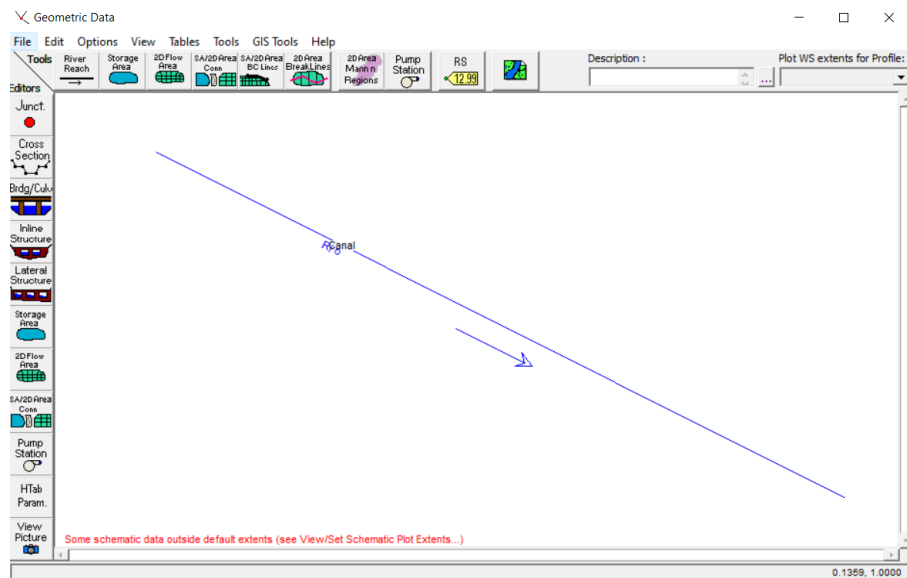 Geometric Data
File Edit Options View Tables Tools GIS Tools Help
Tools
Editors
River
Reach
Storage
Area
2D Flow
Area
SA/2D Area
Conn
SA/2D Area
BC Lines
2D Area
BreakLines
2D Area
Mann n
Regions
Pump
Station
RS
12.99
Description :
...
Plot WS extents for Profile:
Junct.
Cross
Section
Brdg/Culv
Inline
Structure
Lateral
Structure
Storage
Area
2D Flow
Area
SA/2D Area
Conn
Pump
Station
HTab
Param.
View
Picture
Canal
Some schematic data outside default extents (see View/Set Schematic Plot Extents...)
0.1359, 1.0000